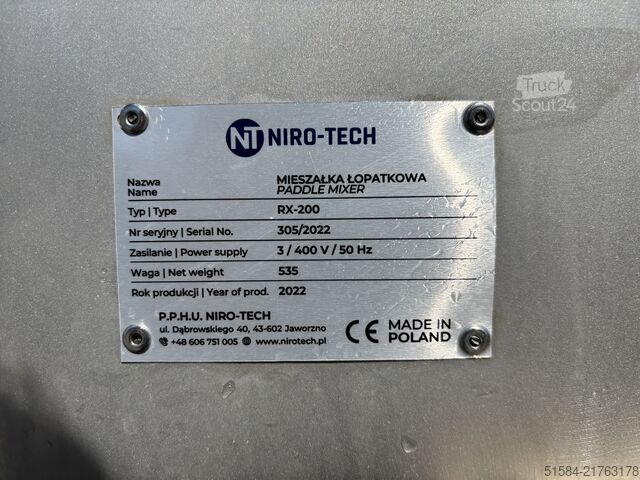 Truck
Scout24
NT NIRO-TECH
Nazwa MIESZAŁKA ŁOPATKOWA
Name PADDLE MIXER
Typ | Type RX-200
Nr seryjny | Serial No. 305/2022
Zasilanie | Power supply 3 / 400 V / 50 Hz
Waga | Net weight 535
Rok produkcji | Year of prod. 2022
P.P.H.U. NIRO-TECH
ul. Dąbrowskiego 40, 43-602 Jaworzno
+48 606 751 005 www.nirotech.pl
CE MADE IN
POLAND
51584-21763178